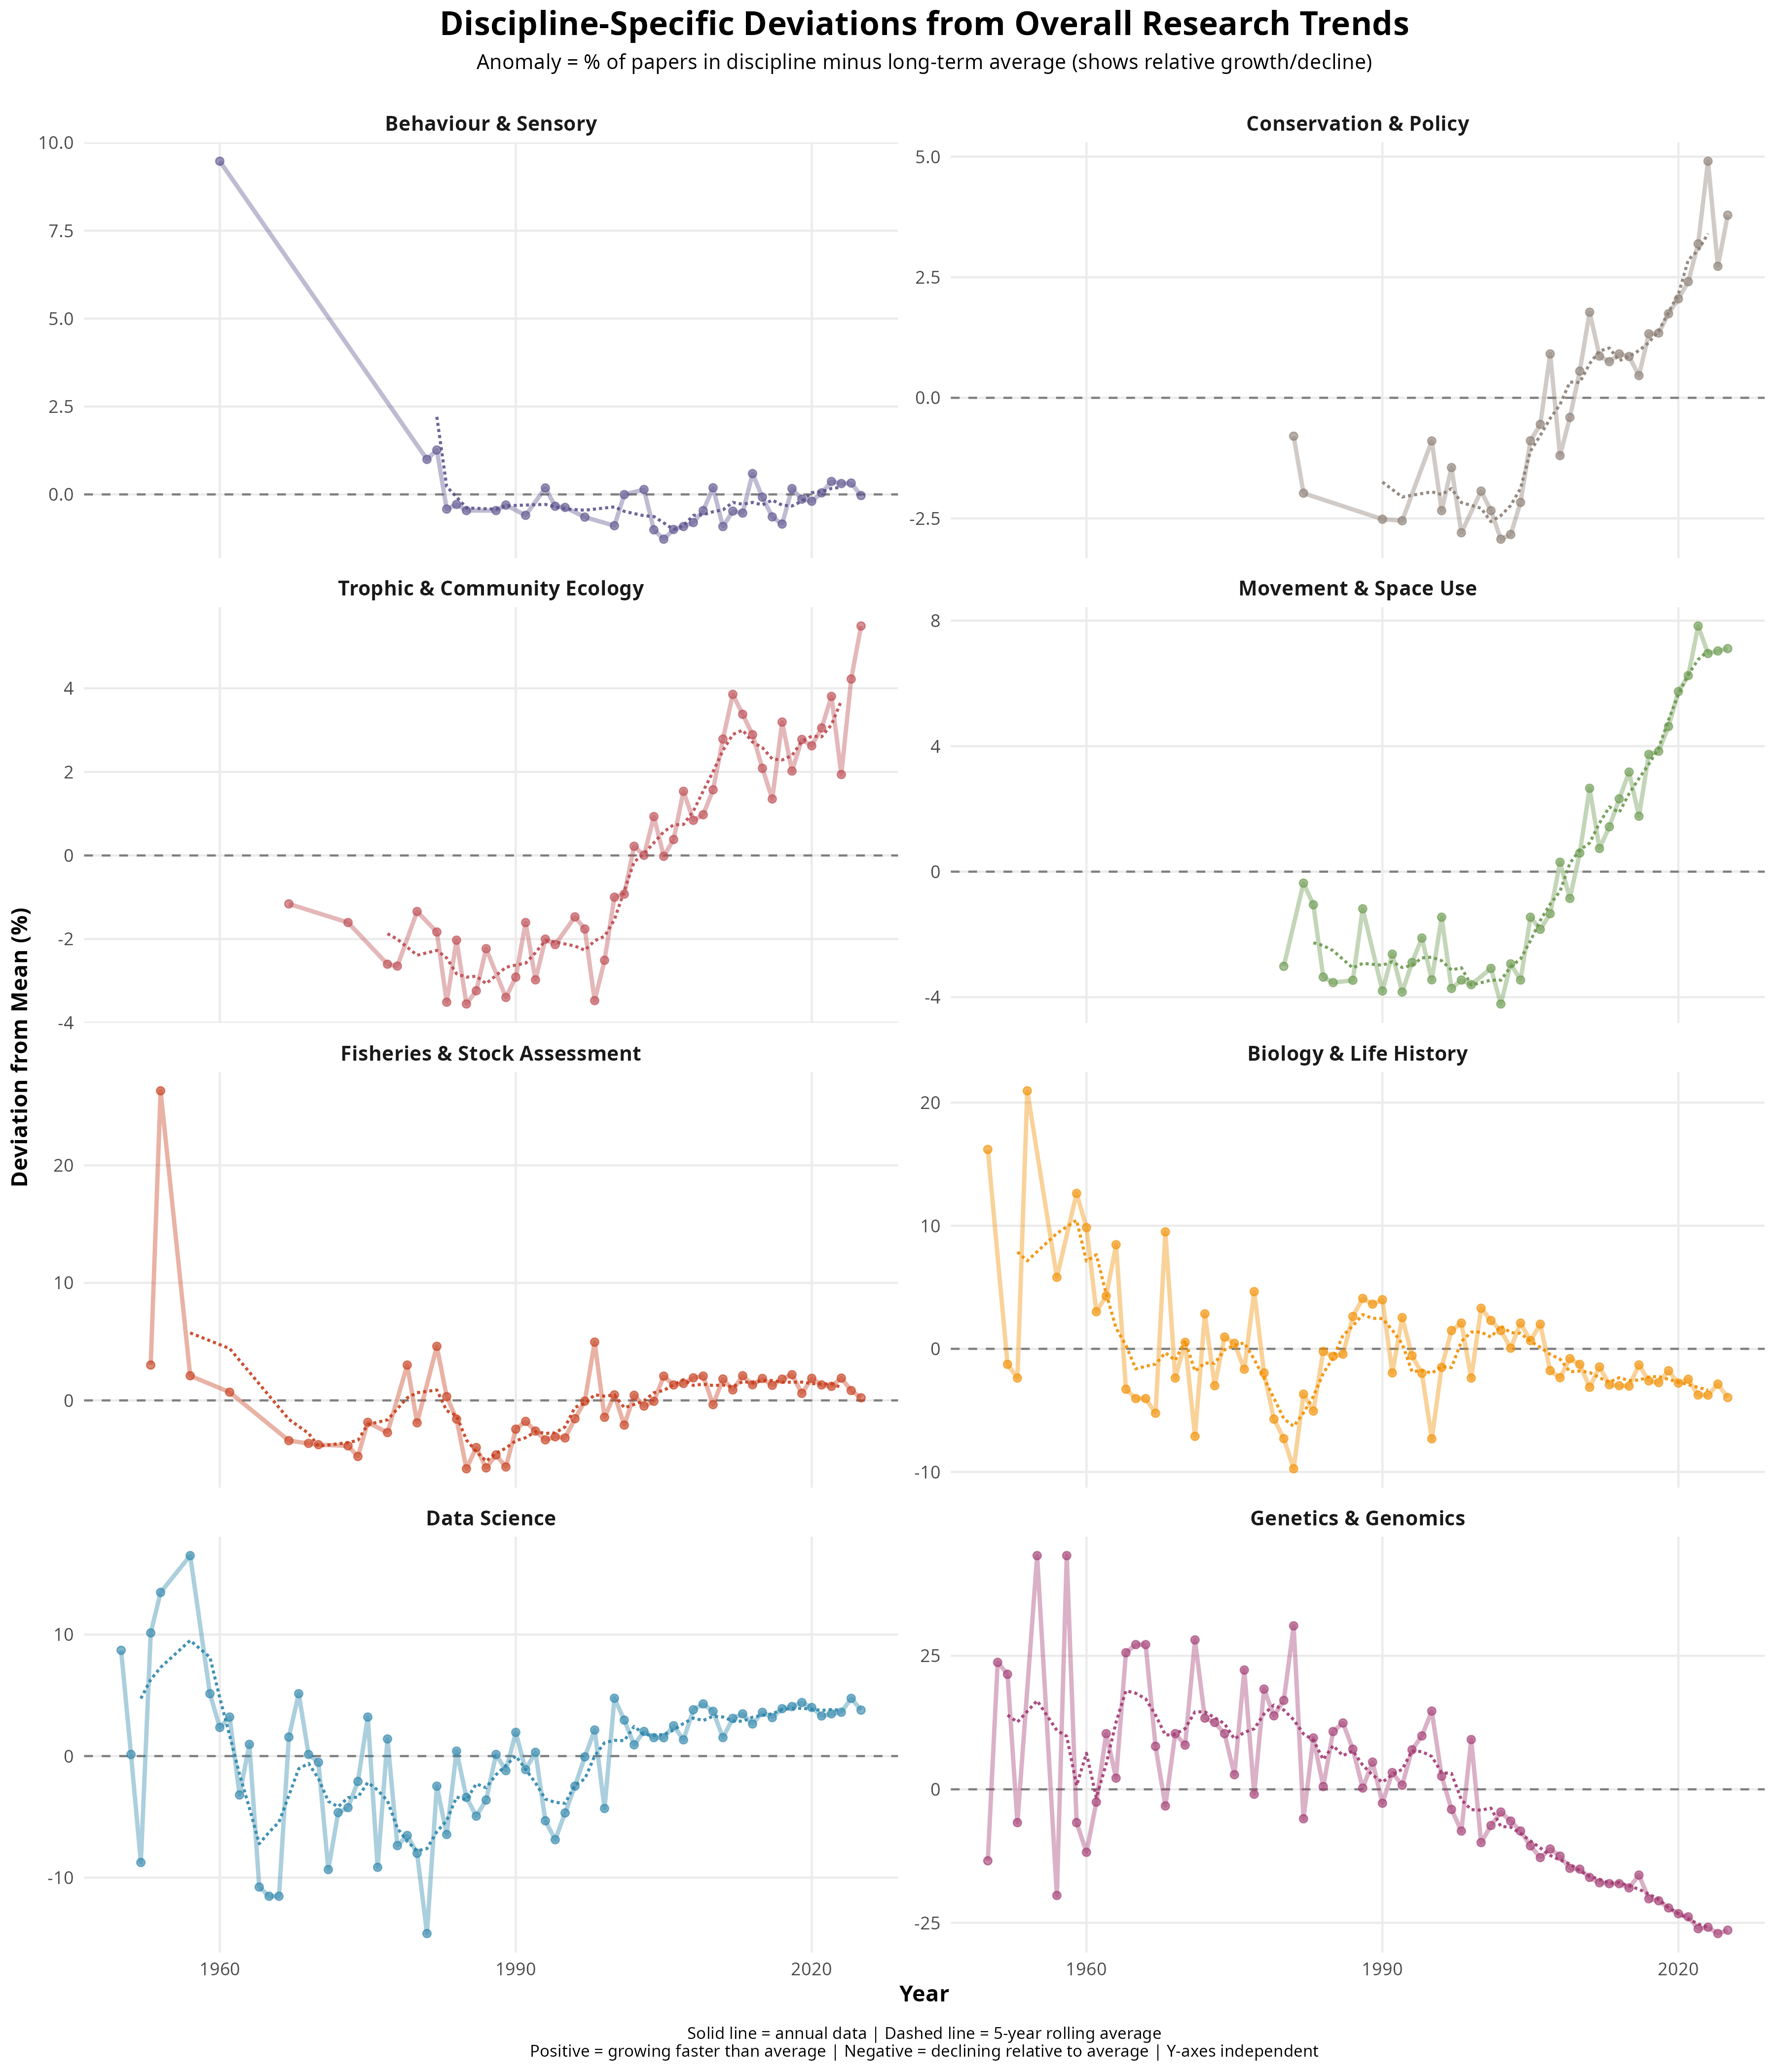 Discipline-Specific Deviations from Overall Research Trends
Anomaly = % of papers in discipline minus long-term average (shows relative growth/decline)
Behaviour & Sensory
10.0
7.5
5.0
2.5
0.0
Conservation & Policy
5.0
2.5
0.0
-2.5
Trophic & Community Ecology
4
2
0
-2
-4
Movement & Space Use
8
4
0
-4
Deviation from Mean (%)
Fisheries & Stock Assessment
20
10
0
Biology & Life History
20
10
0
-10
Data Science
10
0
-10
1960
1990
2020
Genetics & Genomics
25
0
-25
1960
1990
2020
Year
Solid line = annual data | Dashed line = 5-year rolling average
Positive = growing faster than average | Negative = declining relative to average | Y-axes independent